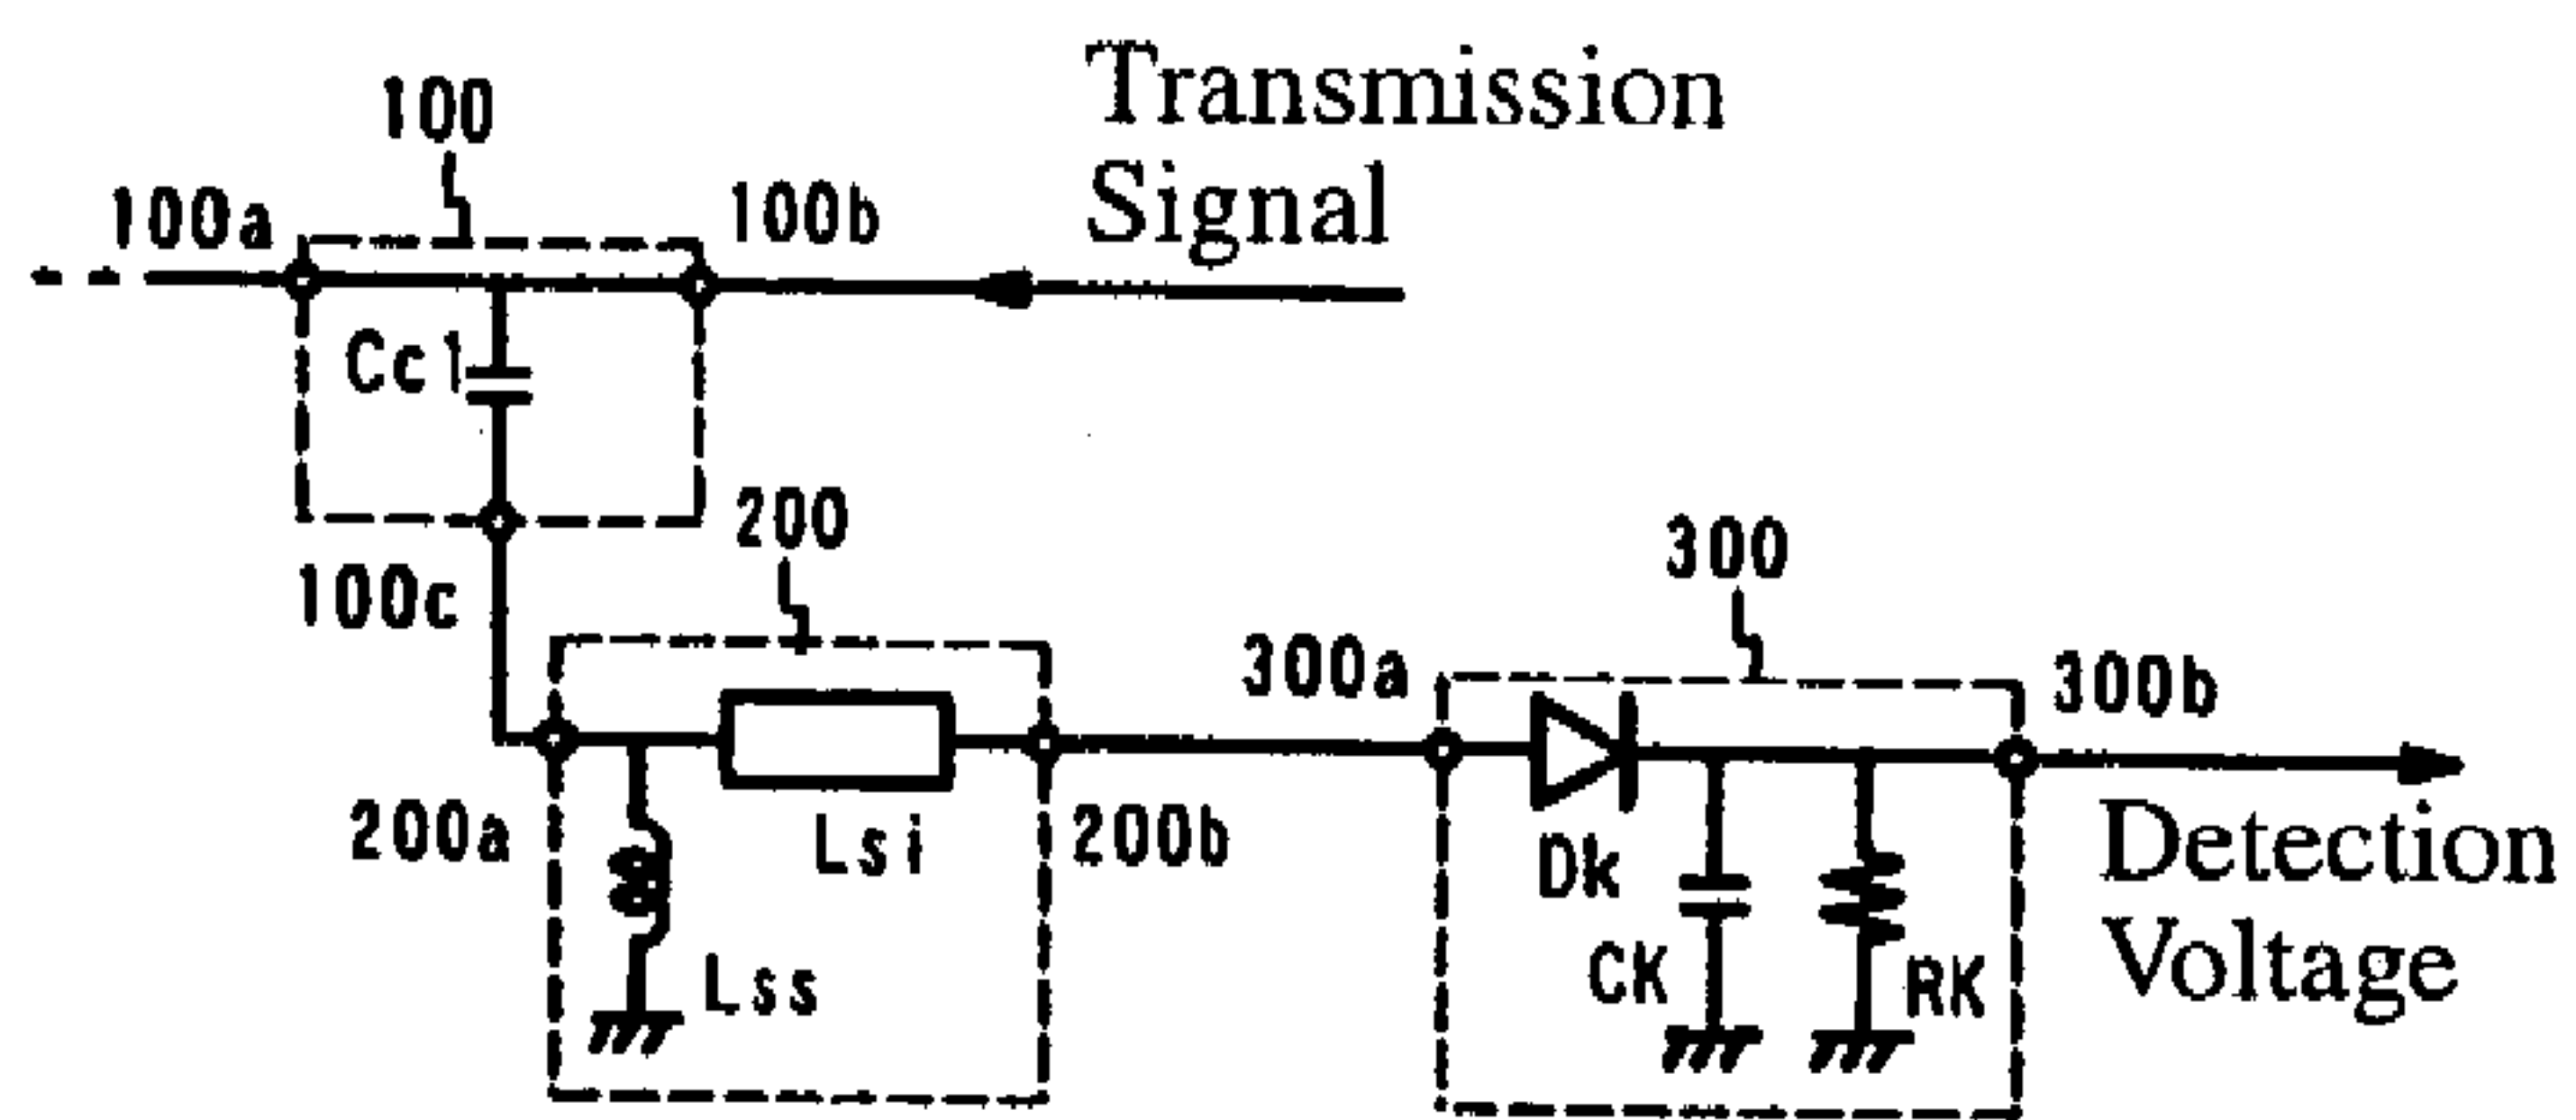 Transmission
Signal
100
100a
100b
Cc1
100c
200
300
300a
300b
200a
Lsi
200b
Dk
Detection
Voltage
Lss
CK
RK